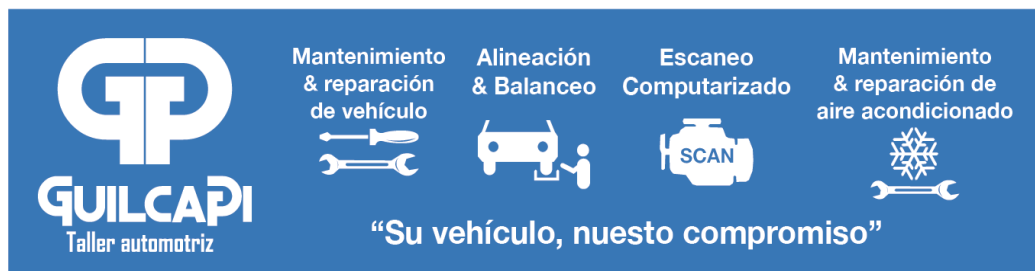 GUILCAPI
Taller automotriz
Mantenimiento
& reparación
de vehículo
Alineación
& Balanceo
Escaneo
Computarizado
SCAN
Mantenimiento
& reparación de
aire acondicionado
“Su vehículo, nuesto compromiso”